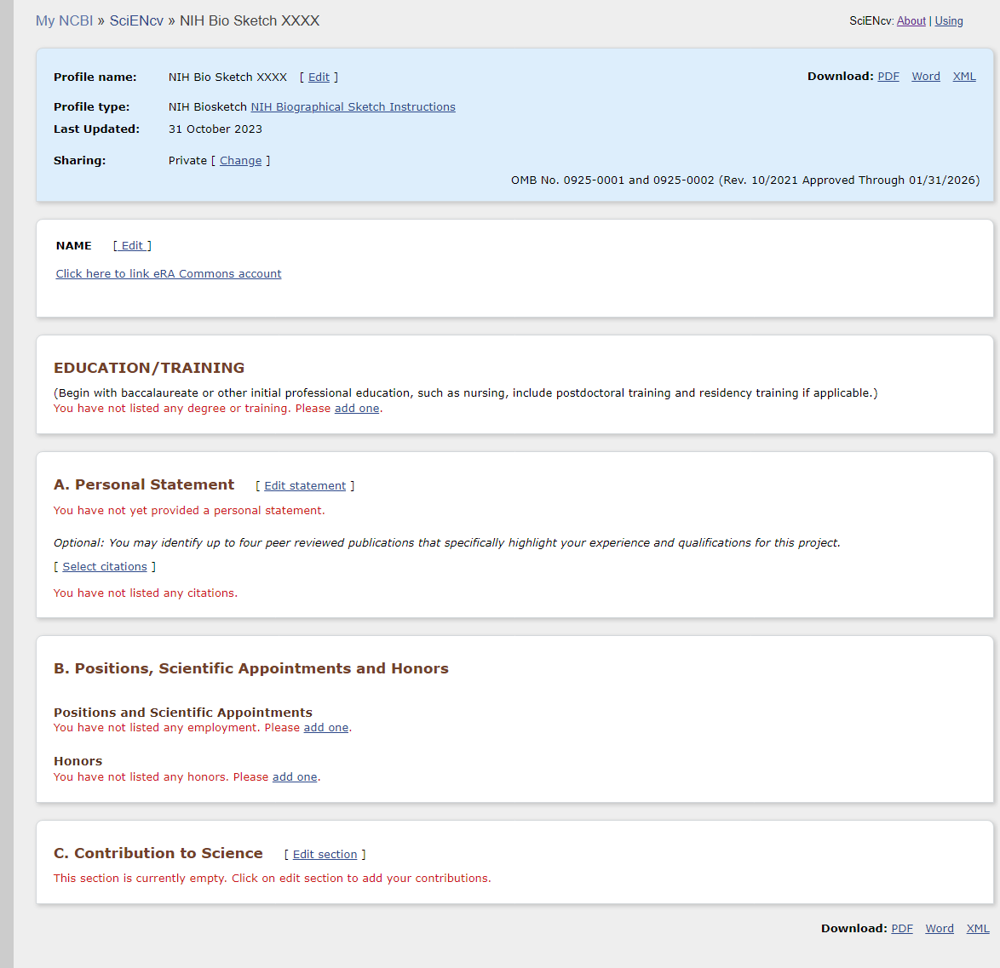 My NCBI » SciENcv » NIH Bio Sketch XXXX
SciENcv: About | Using
Profile name: NIH Bio Sketch XXXX [ Edit ]
Download: PDF Word XML
Profile type: NIH Biosketch NIH Biographical Sketch Instructions
Last Updated: 31 October 2023
Sharing: Private [ Change ]
OMB No. 0925-0001 and 0925-0002 (Rev. 10/2021 Approved Through 01/31/2026)
NAME [ Edit ]
Click here to link eRA Commons account
EDUCATION/TRAINING
(Begin with baccalaureate or other initial professional education, such as nursing, include postdoctoral training and residency training if applicable.)
You have not listed any degree or training. Please add one.
A. Personal Statement [ Edit statement ]
You have not yet provided a personal statement.
Optional: You may identify up to four peer reviewed publications that specifically highlight your experience and qualifications for this project.
[ Select citations ]
You have not listed any citations.
B. Positions, Scientific Appointments and Honors
Positions and Scientific Appointments
You have not listed any employment. Please add one.
Honors
You have not listed any honors. Please add one.
C. Contribution to Science [ Edit section ]
This section is currently empty. Click on edit section to add your contributions.
Download: PDF Word XML